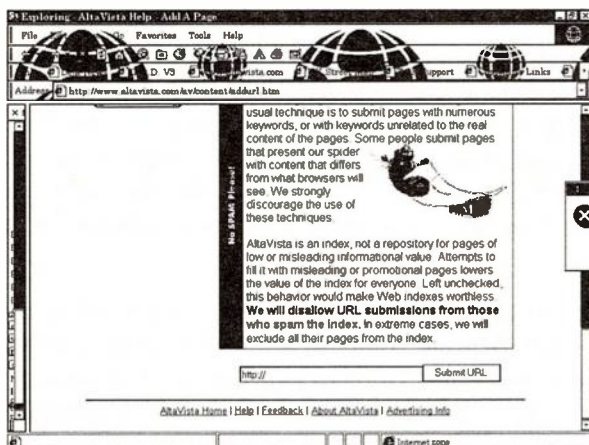 Exploring - AltaVista Help - Add A Page
File Go Favorites Tools Help
D V3 vista.com upport Links
Address http://www.altavista.com/av/content/addurl.htm
usual technique is to submit pages with numerous
keywords, or with keywords unrelated to the real
content of the pages. Some people submit pages
that present our spider
with content that differs
from what browsers will
see. We strongly
discourage the use of
these techniques.
No SPAM Please!
AltaVista is an index, not a repository for pages of
low or misleading informational value. Attempts to
fill it with misleading or promotional pages lowers
the value of the index for everyone. Left unchecked,
this behavior would make Web indexes worthless.
We will disallow URL submissions from those
who spam the index. In extreme cases, we will
exclude all their pages from the index.
http:// Submit URL
AltaVista Home | Help | Feedback | About AltaVista | Advertising Info
Internet zone